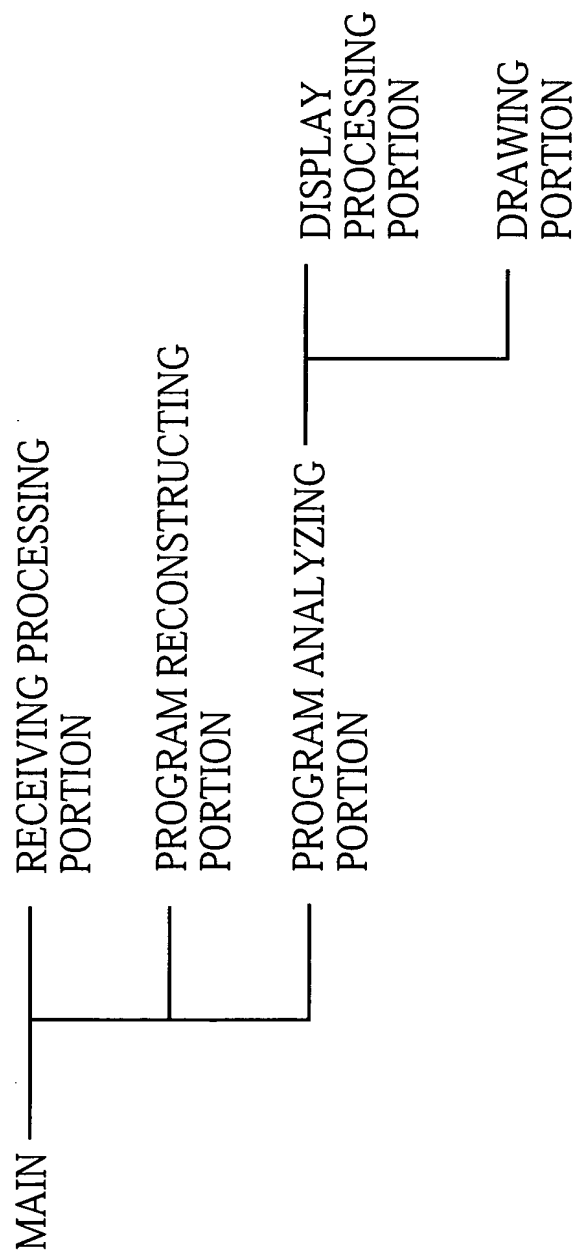 MAIN
RECEIVING PROCESSING
PORTION
PROGRAM RECONSTRUCTING
PORTION
PROGRAM ANALYZING
PORTION
DISPLAY
PROCESSING
PORTION
DRAWING
PORTION